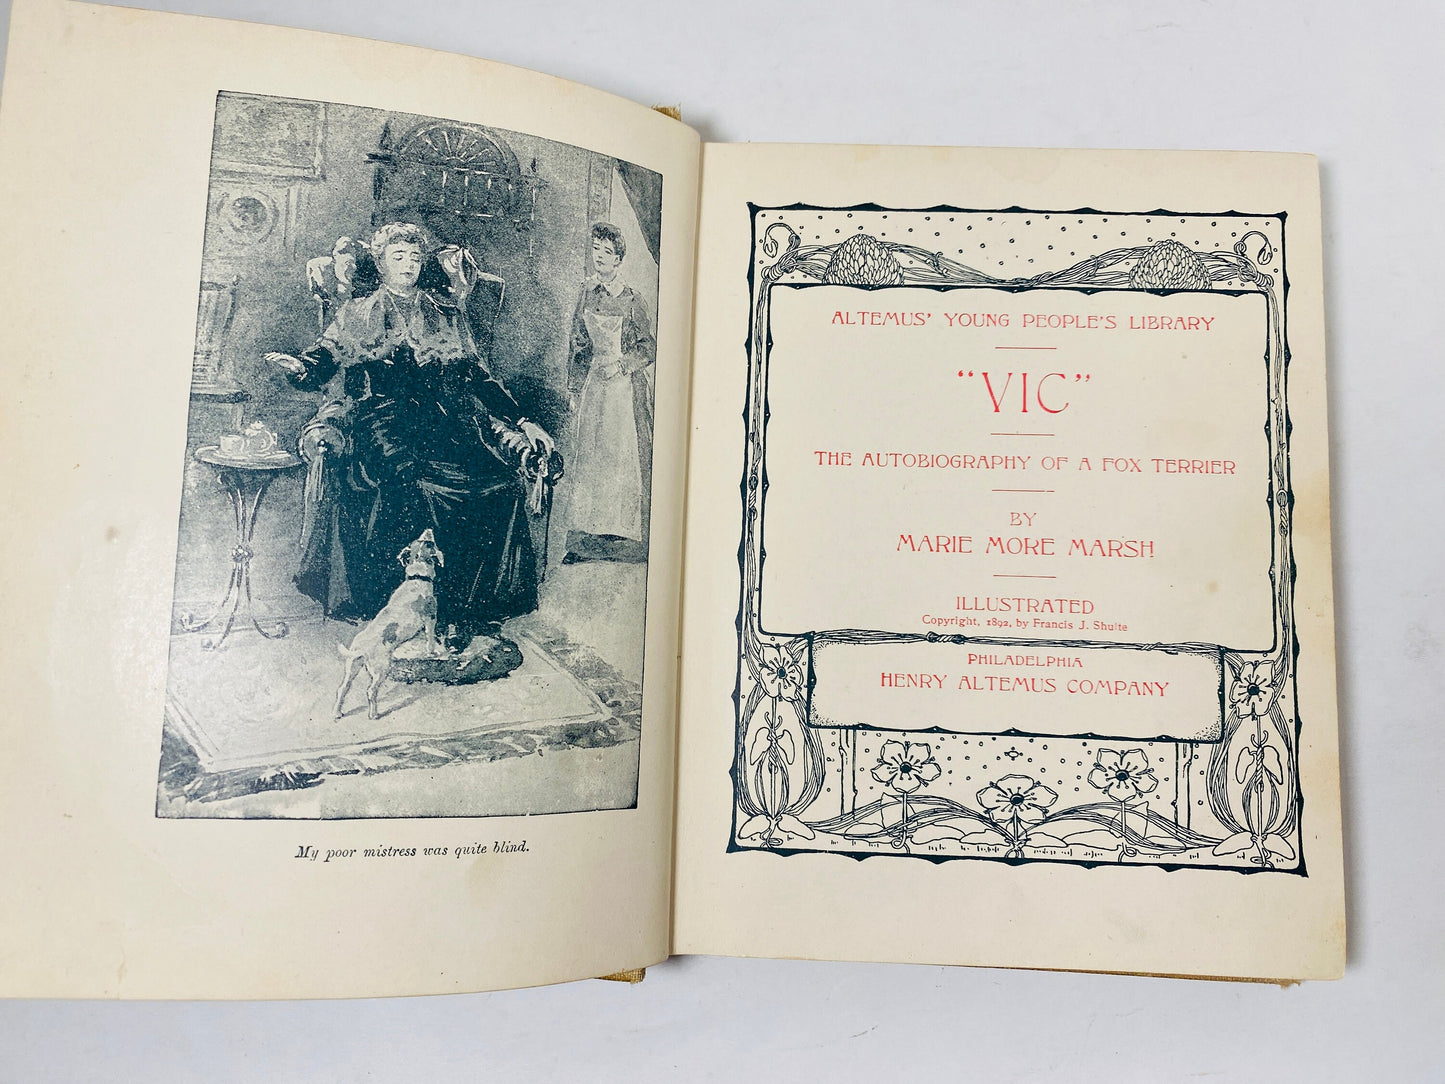 My poor mistress was quite blind.
ALTEMUS' YOUNG PEOPLE'S LIBRARY
"VIC"
THE AUTOBIOGRAPHY OF A FOX TERRIER
BY
MARIE MORE MARSH
ILLUSTRATED
Copyright, 1892, by Francis J. Shulte
PHILADELPHIA
HENRY ALTEMUS COMPANY